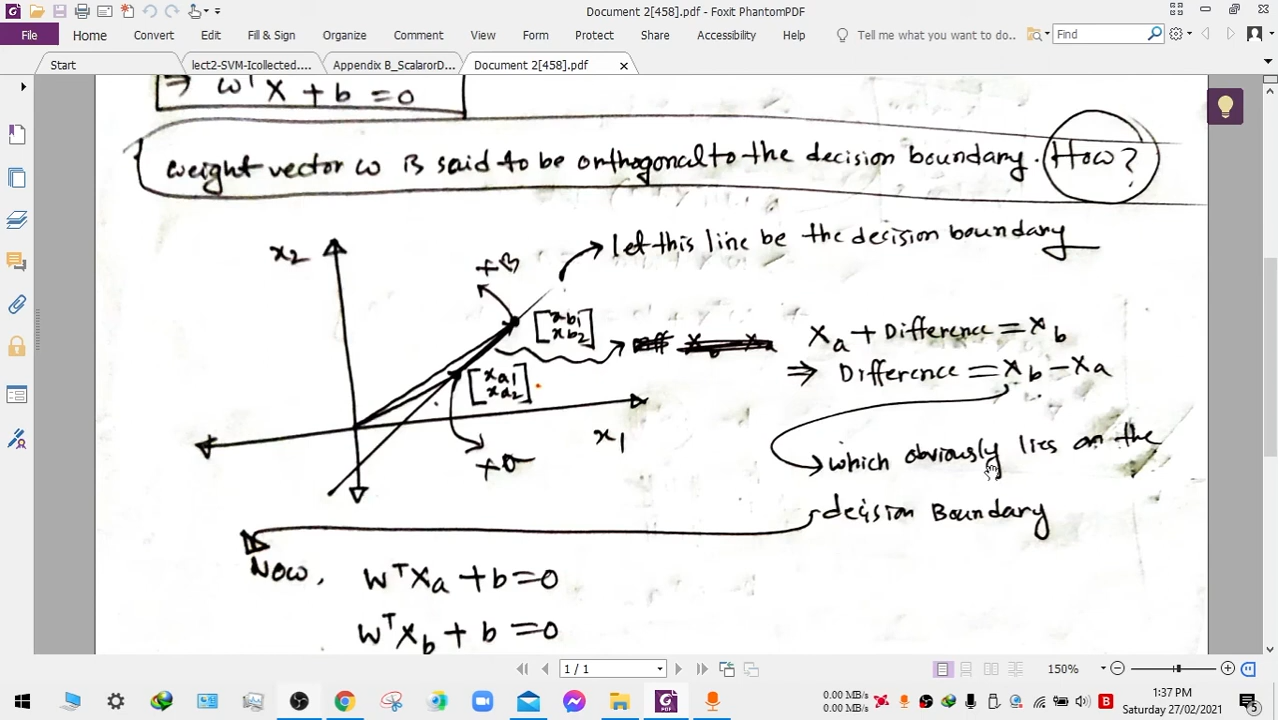 Document 2[458].pdf - Foxit PhantomPDF
File Home Convert Edit Fill & Sign Organize Comment View Form Protect Share Accessibility Help Tell me what you want to do.. Find
Start lect2-SVM-Icollected.... Appendix B_ScalarorD... Document 2[458].pdf
⇒ wᵀX + b = 0
weight vector w is said to be orthogonal to the decision boundary. How?
let this line be the decision boundary
x2
[xb1
xb2]
Xa + Difference = Xb
⇒ Difference = Xb - Xa
[xa1
xa2]
x1
which obviously lies on the
decision Boundary
Now, wᵀXa + b = 0
wᵀXb + b = 0
1 / 1 150%
0.00 MB/s
0.00 MB/s
1:37 PM
Saturday 27/02/2021
5